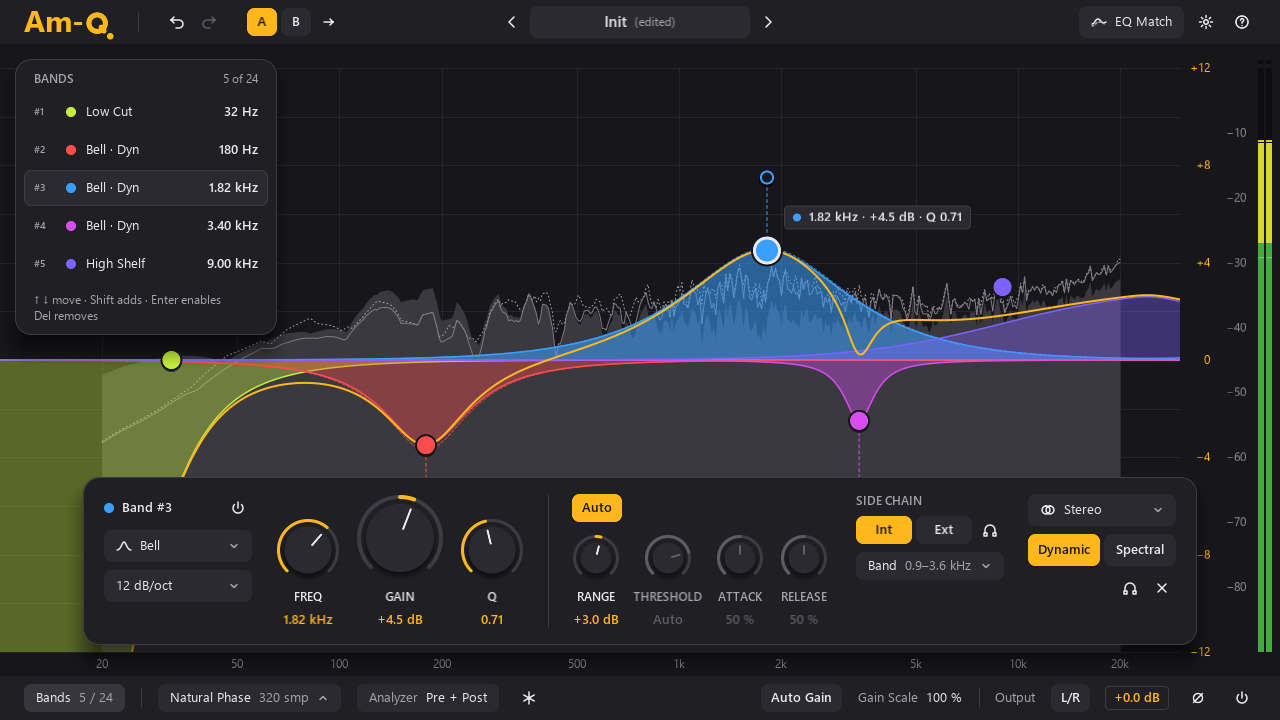 Am-Q
A B
Init (edited)
EQ Match
BANDS 5 of 24
#1 Low Cut 32 Hz
#2 Bell · Dyn 180 Hz
#3 Bell · Dyn 1.82 kHz
#4 Bell · Dyn 3.40 kHz
#5 High Shelf 9.00 kHz
↑ ↓ move · Shift adds · Enter enables
Del removes
1.82 kHz · +4.5 dB · Q 0.71
+12
+8
+4
0
−4
−8
−12
−10
−20
−30
−40
−50
−60
−70
−80
Band #3
Bell
12 dB/oct
FREQ
1.82 kHz
GAIN
+4.5 dB
Q
0.71
Auto
RANGE
+3.0 dB
THRESHOLD
Auto
ATTACK
50 %
RELEASE
50 %
SIDE CHAIN
Int Ext
Band 0.9–3.6 kHz
Stereo
Dynamic Spectral
20 50 100 200 500 1k 2k 5k 10k 20k
Bands 5 / 24
Natural Phase 320 smp
Analyzer Pre + Post
Auto Gain
Gain Scale 100 %
Output L/R +0.0 dB